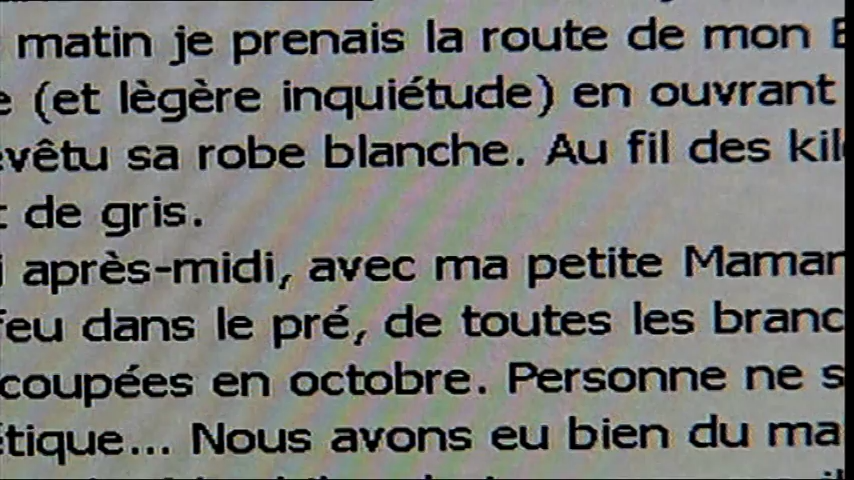 matin je prenais la route de mon
(et lègère inquiétude) en ouvrant
sa robe blanche. Au fil des
de gris.
après-midi, avec ma petite
feu dans le pré, de toutes les
coupées en octobre. Personne ne
Nous avons eu bien du